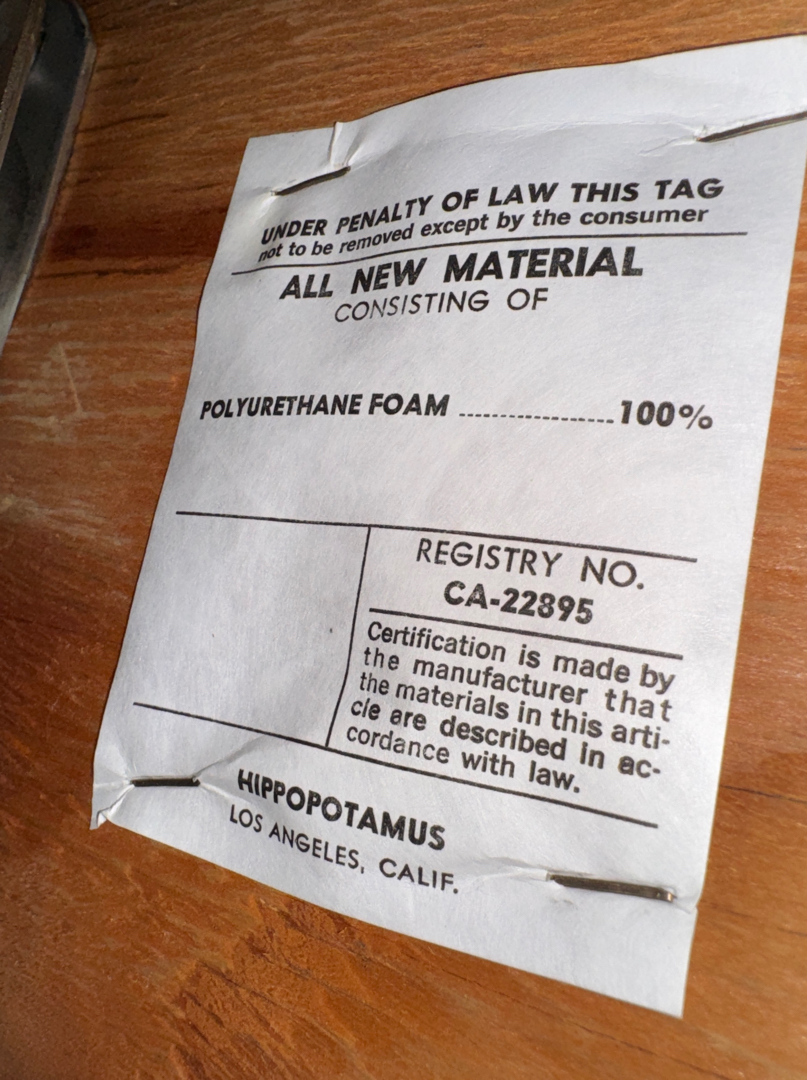 UNDER PENALTY OF LAW THIS TAG
not to be removed except by the consumer
ALL NEW MATERIAL
CONSISTING OF
POLYURETHANE FOAM ................... 100%
REGISTRY NO.
CA-22895
Certification is made by
the manufacturer that
the materials in this arti-
cle are described in ac-
cordance with law.
HIPPOPOTAMUS
LOS ANGELES, CALIF.